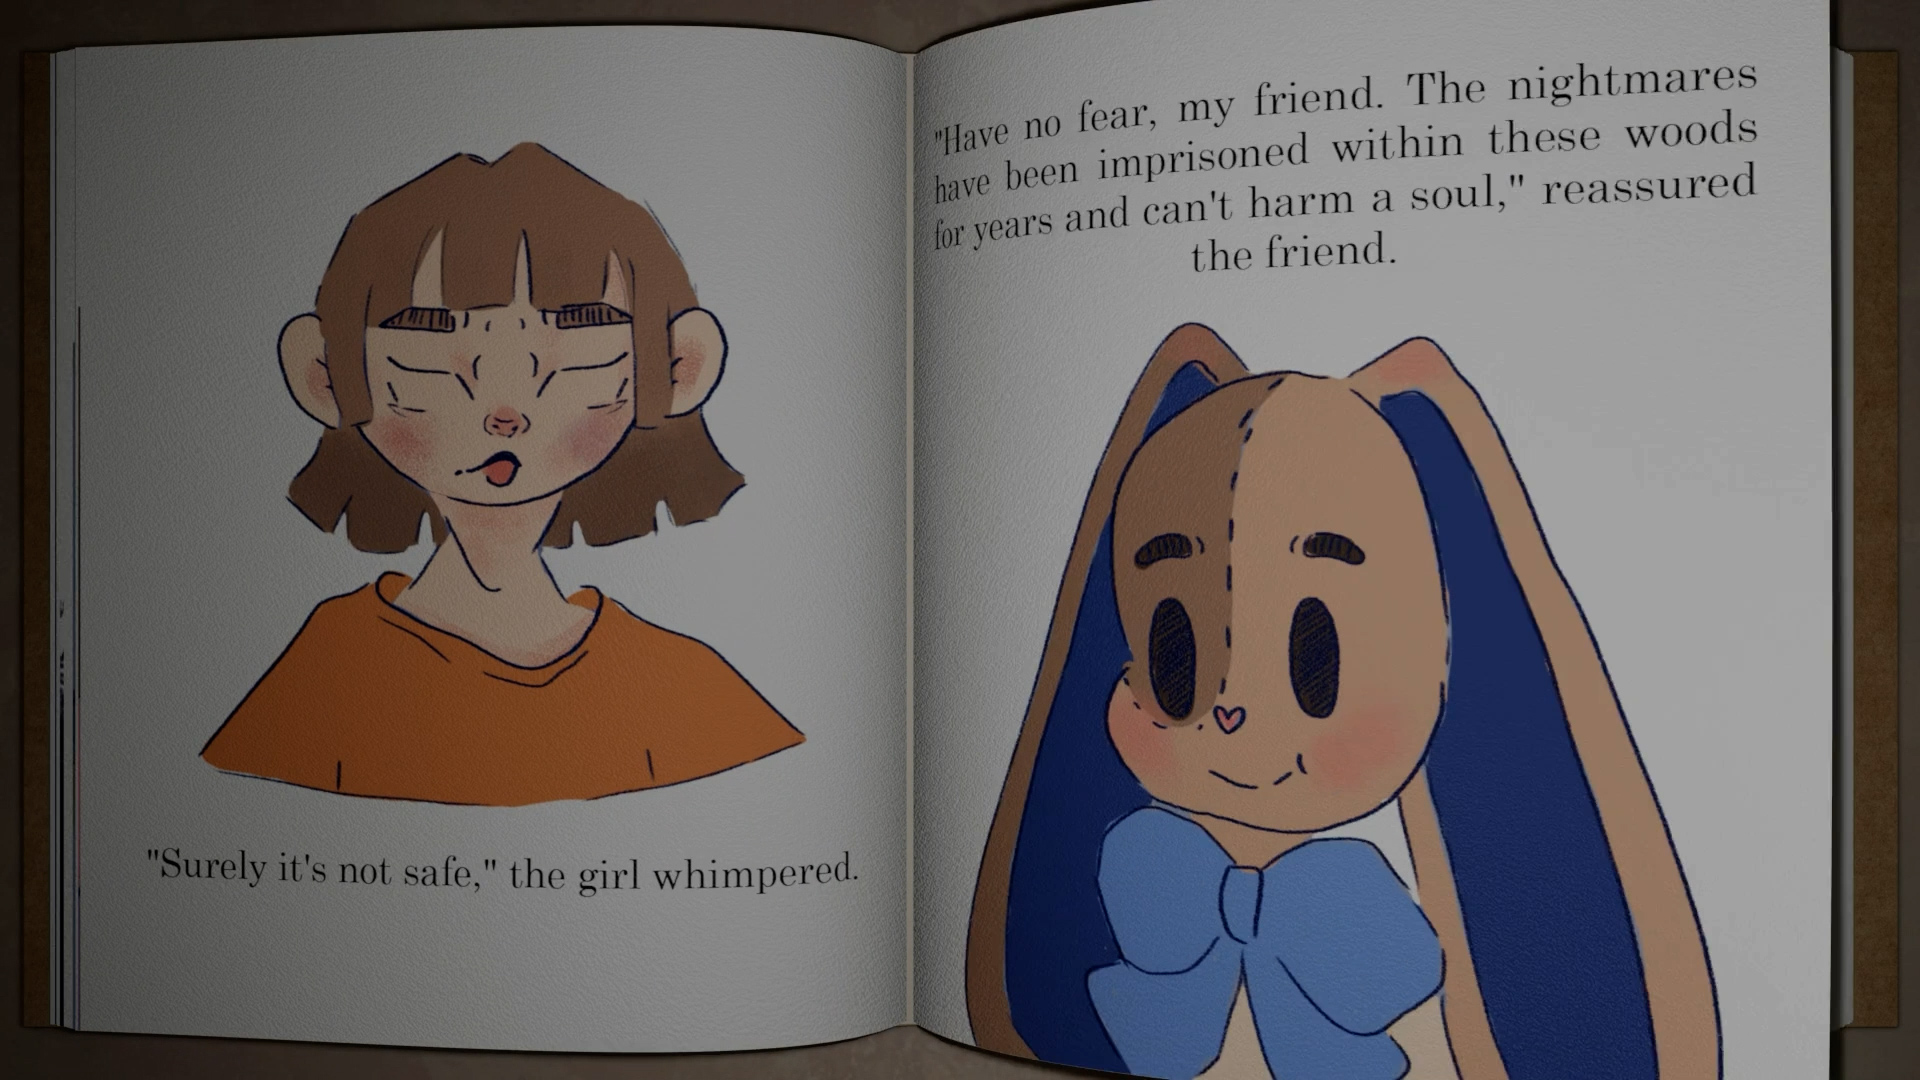 "Surely it's not safe," the girl whimpered.
"Have no fear, my friend. The nightmares
have been imprisoned within these woods
for years and can't harm a soul," reassured
the friend.